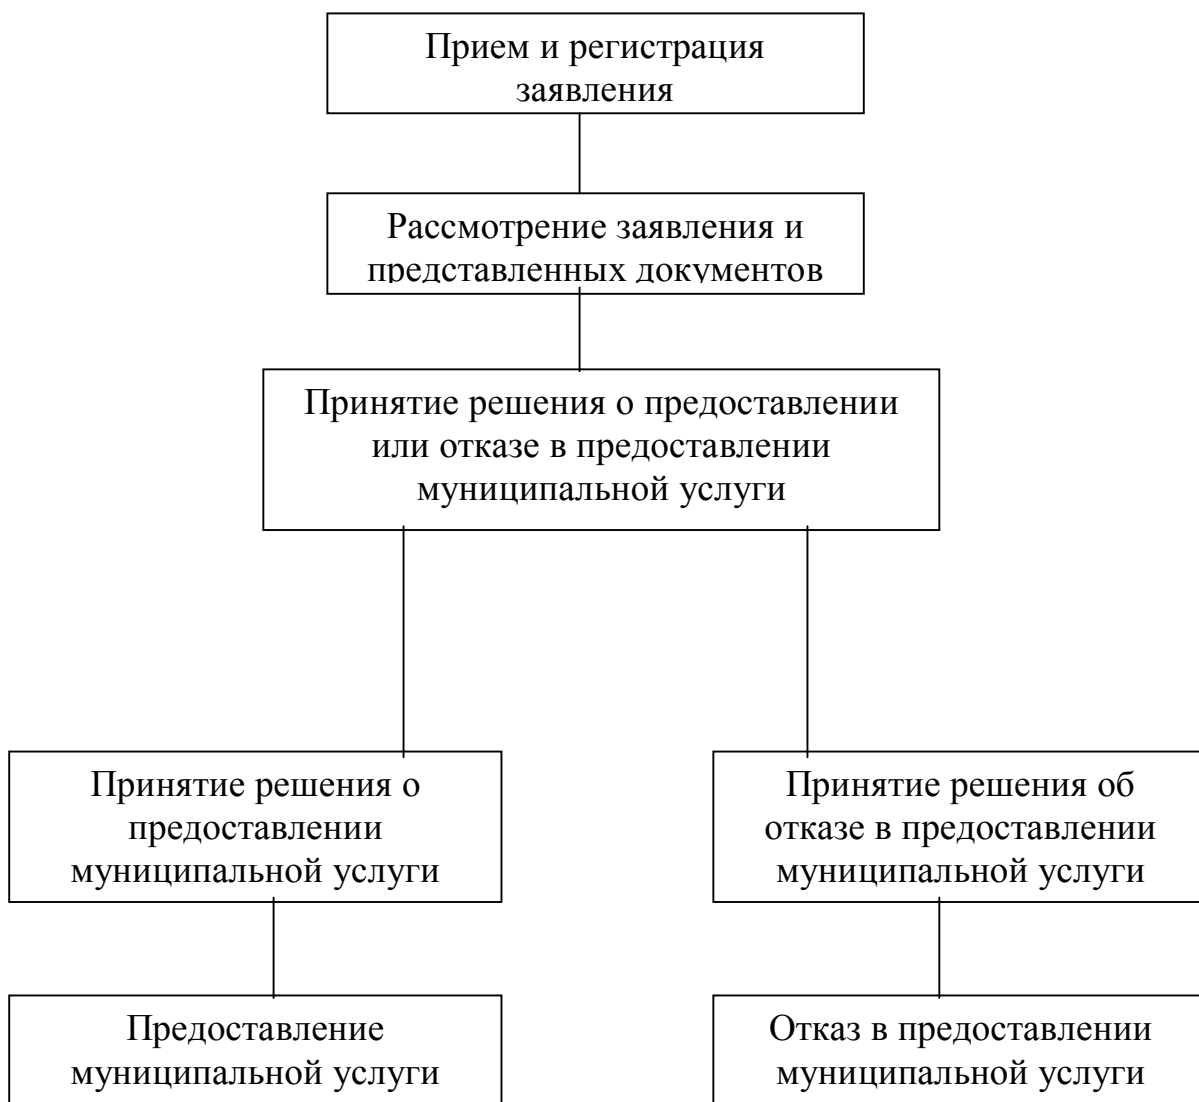 Прием и регистрация
заявления
Рассмотрение заявления и
представленных документов
Принятие решения о предоставлении
или отказе в предоставлении
муниципальной услуги
Принятие решения о
предоставлении
муниципальной услуги
Принятие решения об
отказе в предоставлении
муниципальной услуги
Предоставление
муниципальной услуги
Отказ в предоставлении
муниципальной услуги